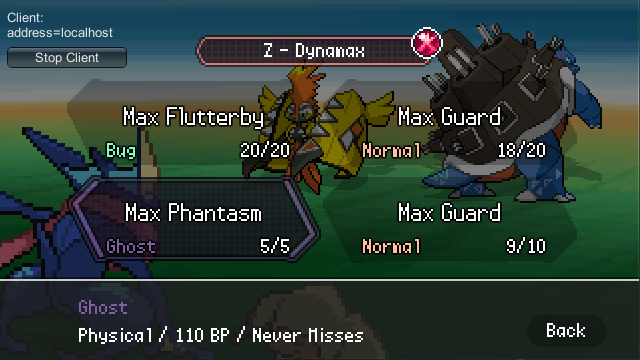 Client:
address=localhost
Stop Client
Z - Dynamax
Max Flutterby
Bug 20/20
Max Guard
Normal 18/20
Max Phantasm
Ghost 5/5
Max Guard
Normal 9/10
Ghost
Physical / 110 BP / Never Misses
Back